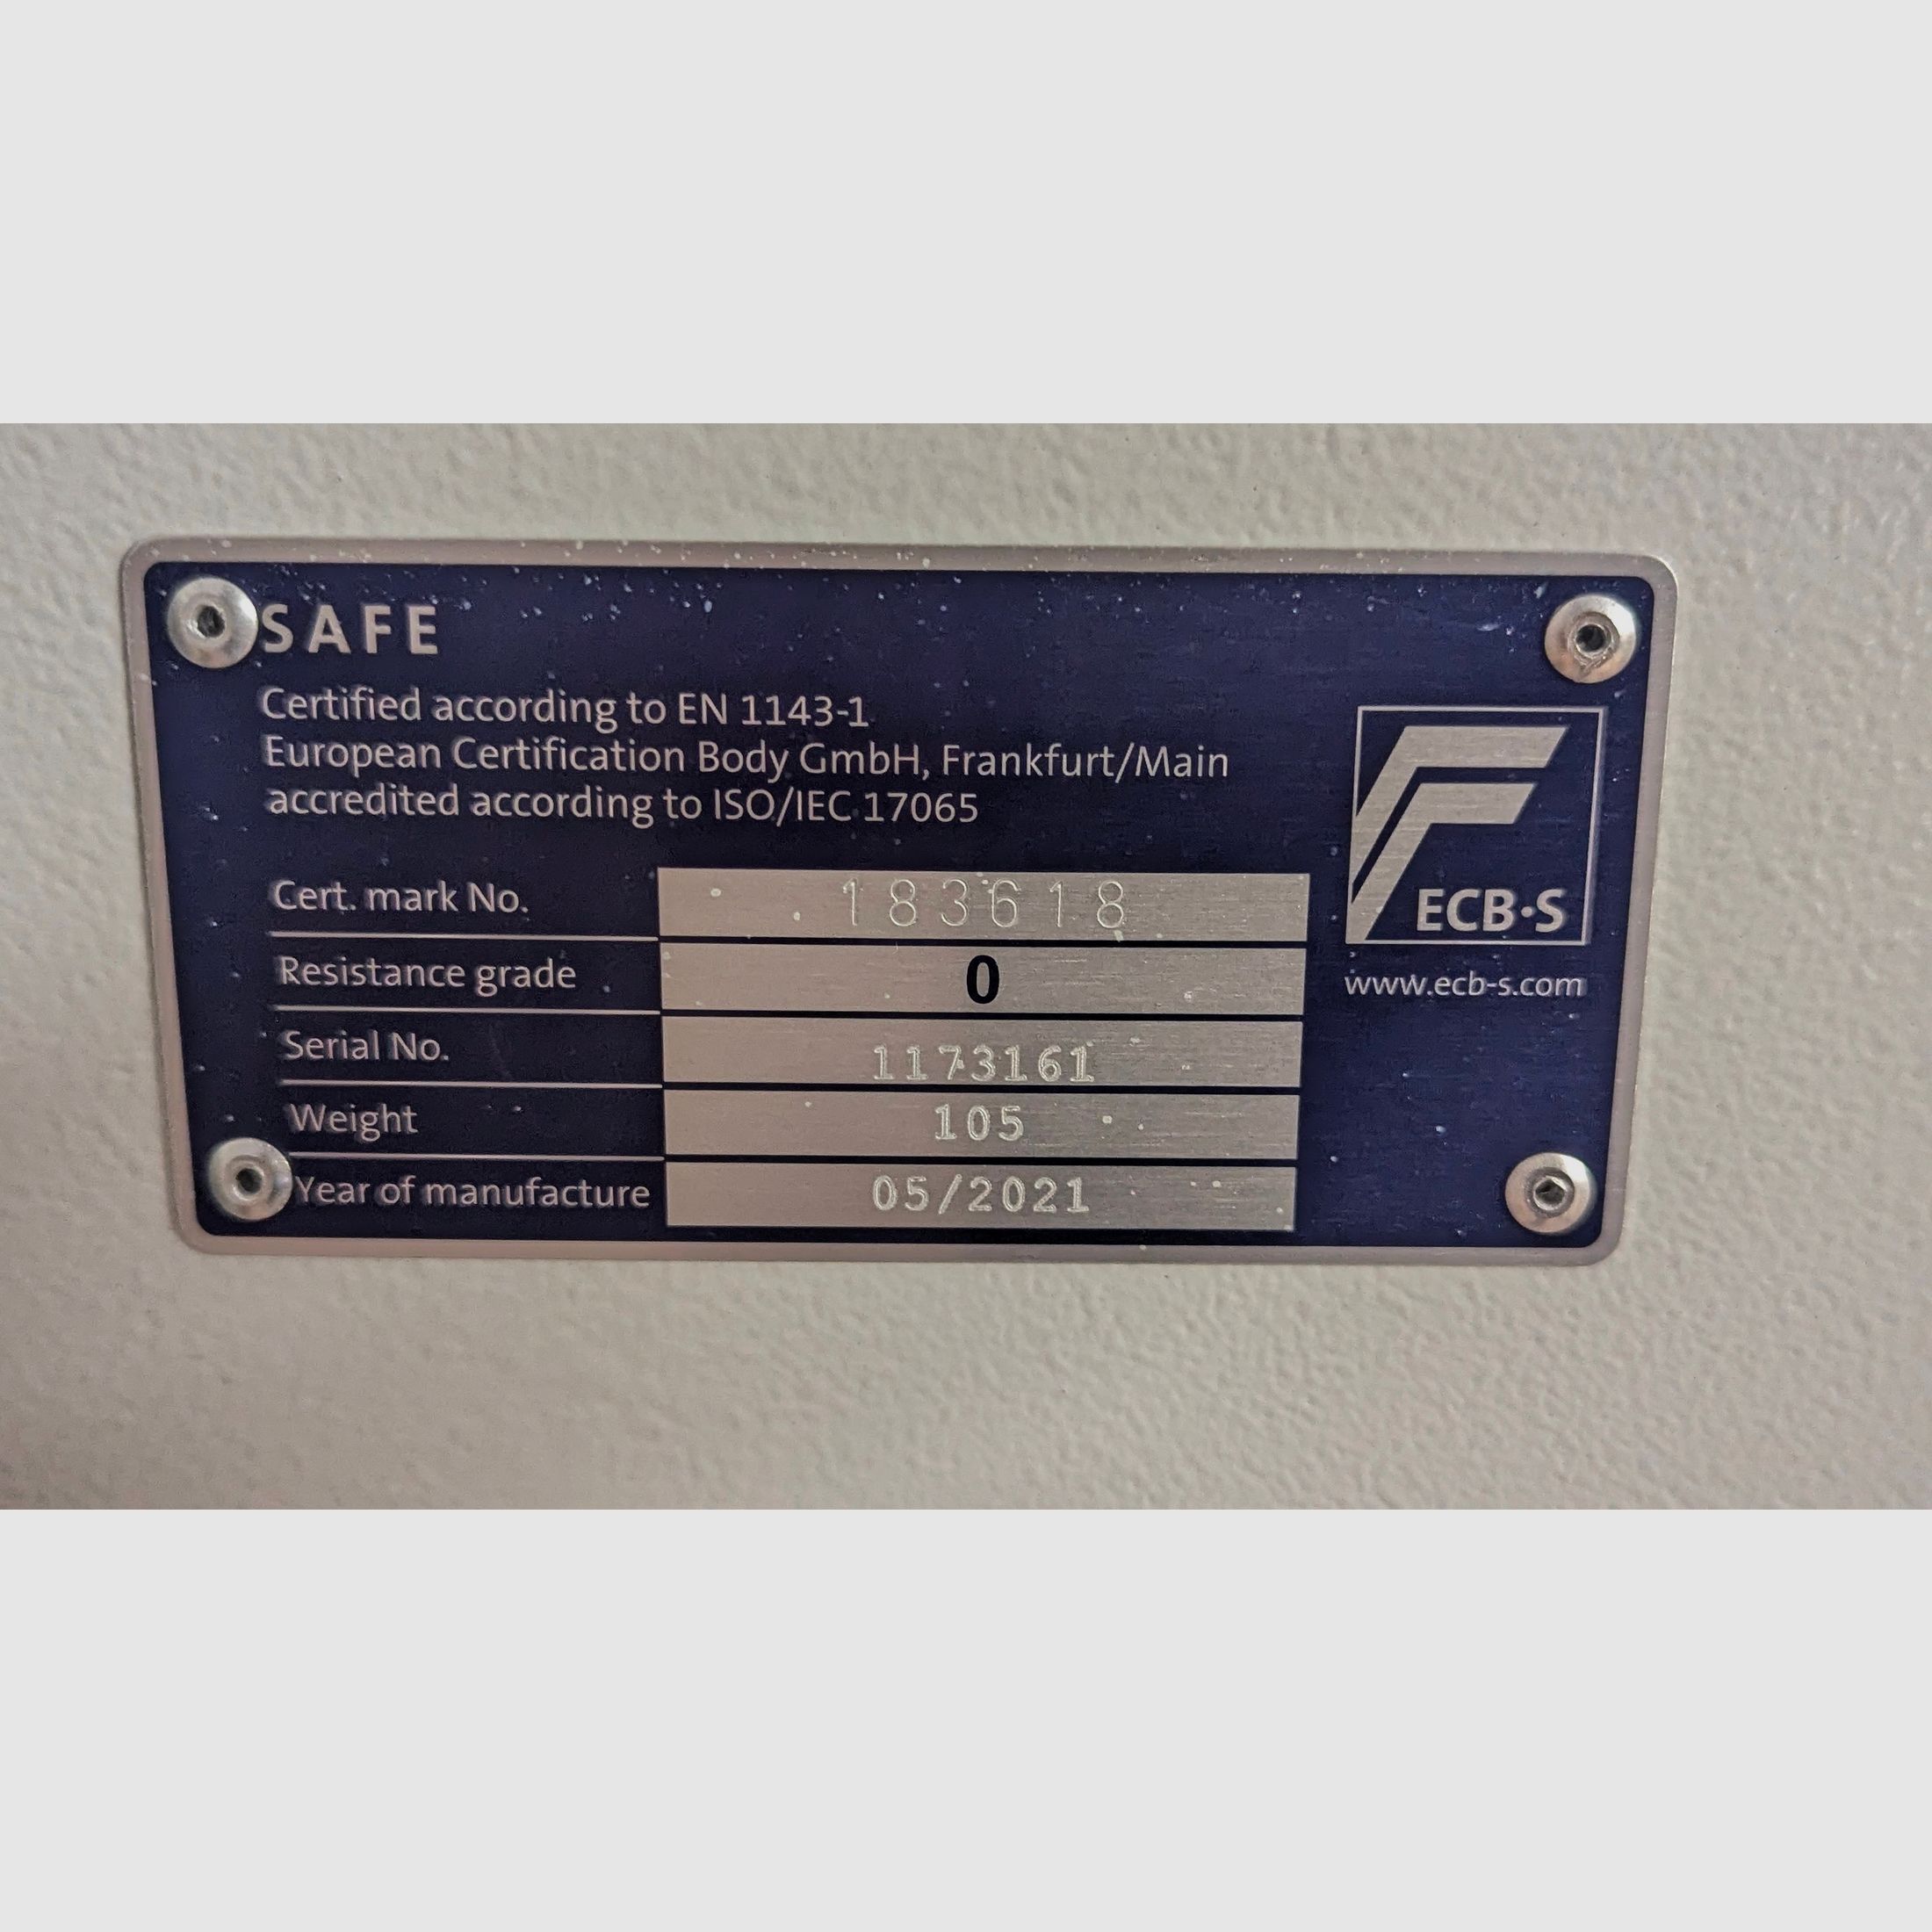 SAFE
Certified according to EN 1143-1
European Certification Body GmbH, Frankfurt/Main
accredited according to ISO/IEC 17065
ECB·S
www.ecb-s.com
Cert. mark No. 183618
Resistance grade 0
Serial No. 1173161
Weight 105
Year of manufacture 05/2021